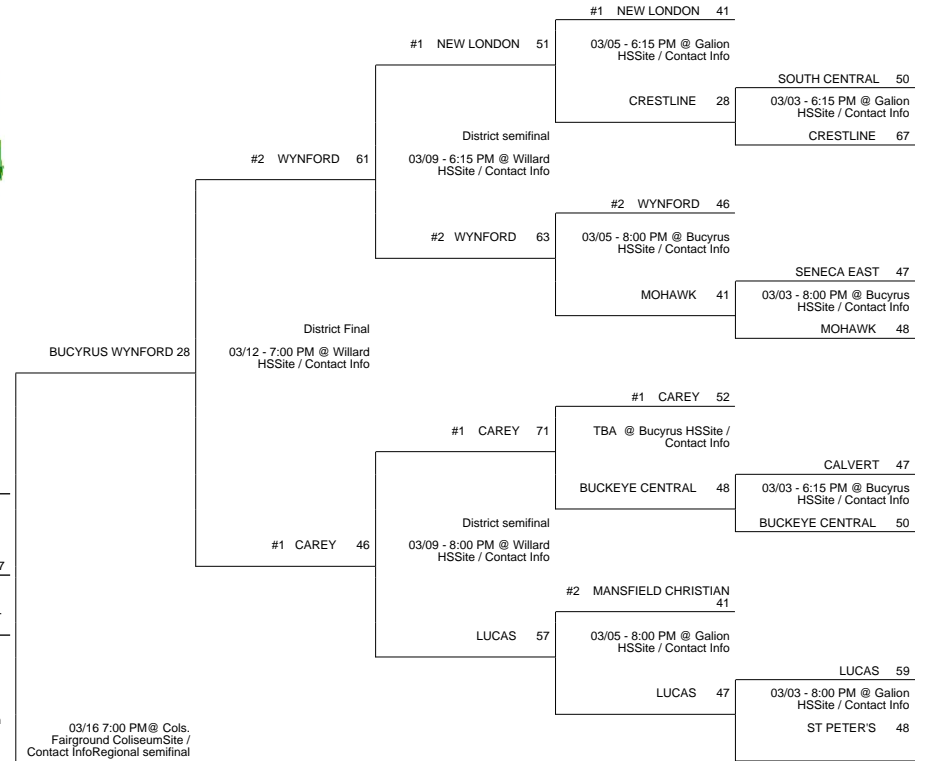 #1 NEW LONDON 41
#1 NEW LONDON 51
03/05 - 6:15 PM @ Galion
HSSite / Contact Info
SOUTH CENTRAL 50
CRESTLINE 28
03/03 - 6:15 PM @ Galion
HSSite / Contact Info
CRESTLINE 67
District semifinal
#2 WYNFORD 61
03/09 - 6:15 PM @ Willard
HSSite / Contact Info
#2 WYNFORD 46
#2 WYNFORD 63
03/05 - 8:00 PM @ Bucyrus
HSSite / Contact Info
SENECA EAST 47
MOHAWK 41
03/03 - 8:00 PM @ Bucyrus
HSSite / Contact Info
MOHAWK 48
District Final
BUCYRUS WYNFORD 28
03/12 - 7:00 PM @ Willard
HSSite / Contact Info
#1 CAREY 52
#1 CAREY 71
TBA @ Bucyrus HSSite /
Contact Info
CALVERT 47
BUCKEYE CENTRAL 48
03/03 - 6:15 PM @ Bucyrus
HSSite / Contact Info
BUCKEYE CENTRAL 50
District semifinal
#1 CAREY 46
03/09 - 8:00 PM @ Willard
HSSite / Contact Info
#2 MANSFIELD CHRISTIAN
41
LUCAS 57
03/05 - 8:00 PM @ Galion
HSSite / Contact Info
LUCAS 59
LUCAS 47
03/03 - 8:00 PM @ Galion
HSSite / Contact Info
ST PETER'S 48
03/16 7:00 PM@ Cols.
Fairground ColiseumSite /
Contact InfoRegional semifinal